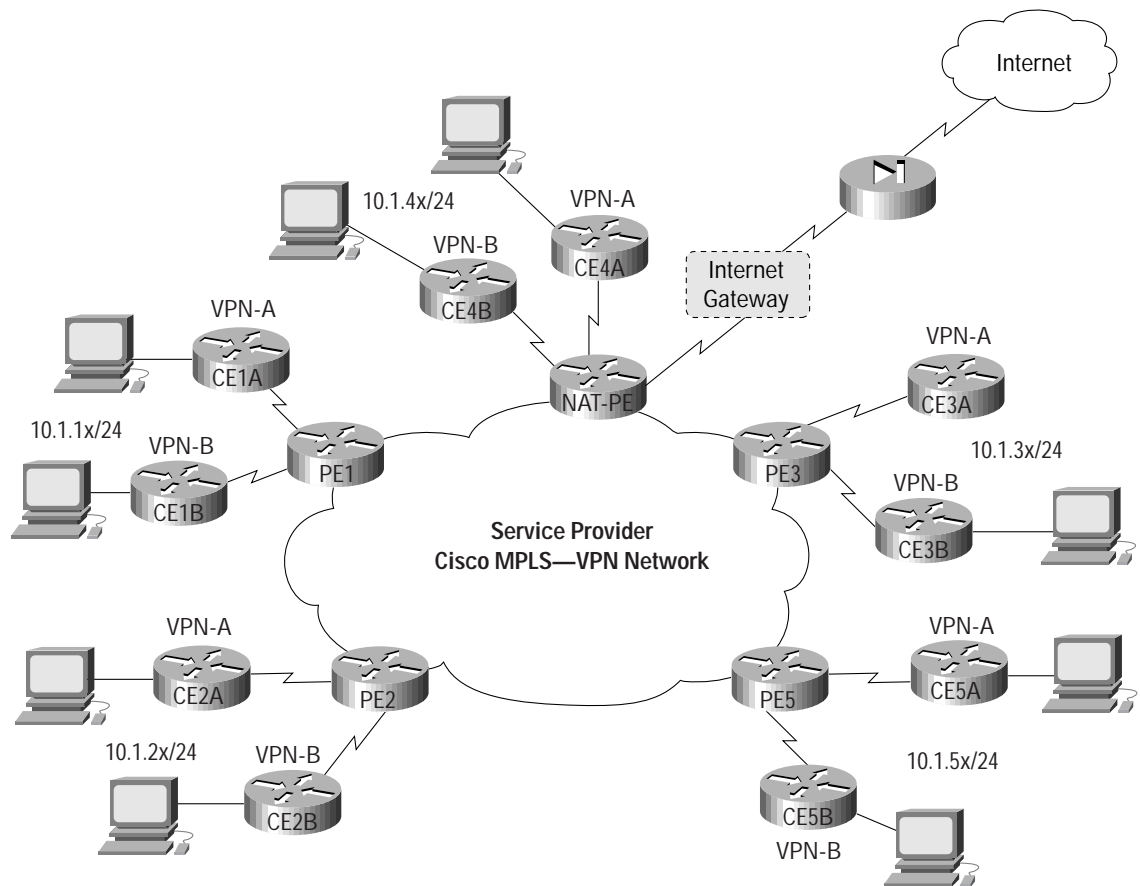 Internet
VPN-A
10.1.4x/24
VPN-B
CE4A
Internet
Gateway
CE4B
VPN-A
CE1A
NAT-PE
VPN-A
CE3A
10.1.1x/24
VPN-B
PE1
CE1B
PE3
10.1.3x/24
VPN-B
CE3B
Service Provider
Cisco MPLS—VPN Network
VPN-A
CE2A
PE2
PE5
VPN-A
CE5A
10.1.2x/24
VPN-B
CE2B
10.1.5x/24
CE5B
VPN-B